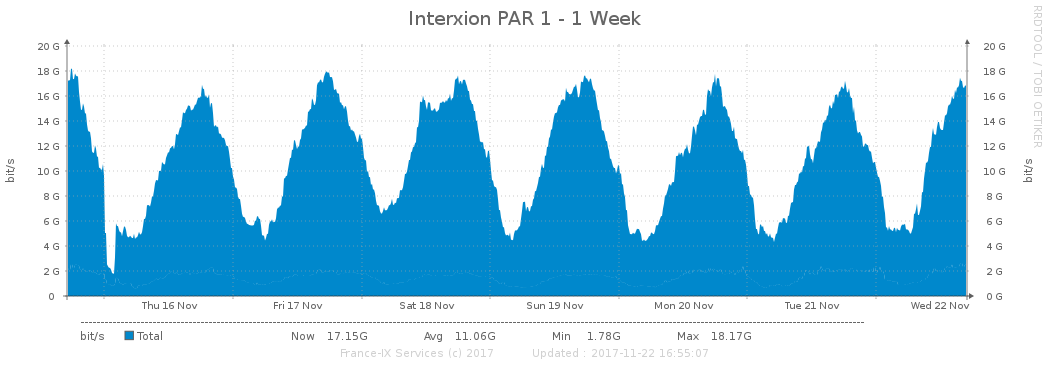 Interxion PAR 1 - 1 Week
RRDTOOL / TOBI OETIKER
20 G 20 G
18 G 18 G
16 G 16 G
14 G 14 G
12 G 12 G
10 G 10 G
8 G 8 G
6 G 6 G
4 G 4 G
2 G 2 G
0 0 G
bit/s bit/s
Thu 16 Nov Fri 17 Nov Sat 18 Nov Sun 19 Nov Mon 20 Nov Tue 21 Nov Wed 22 Nov
bit/s Total Now 17.15G Avg 11.06G Min 1.78G Max 18.17G
France-IX Services (c) 2017 Updated : 2017-11-22 16:55:07